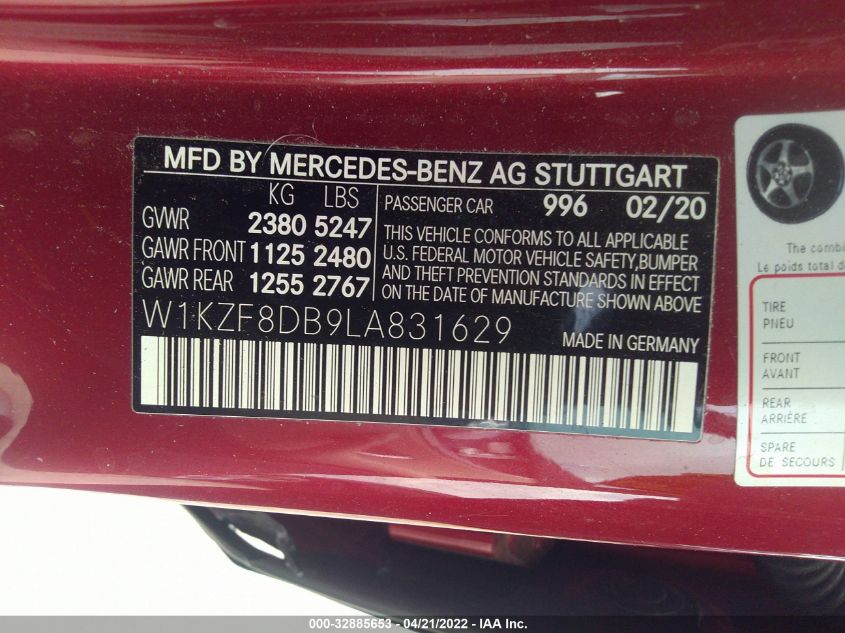 MFD BY MERCEDES-BENZ AG STUTTGART
KG LBS
GVWR 2380 5247
GAWR FRONT 1125 2480
GAWR REAR 1255 2767
PASSENGER CAR 996 02/20
THIS VEHICLE CONFORMS TO ALL APPLICABLE
U.S. FEDERAL MOTOR VEHICLE SAFETY,BUMPER
AND THEFT PREVENTION STANDARDS IN EFFECT
ON THE DATE OF MANUFACTURE SHOWN ABOVE
W1KZF8DB9LA831629
MADE IN GERMANY
The
Le poids total
TIRE
PNEU
FRONT
AVANT
REAR
ARRIÈRE
SPARE
DE SECOURS
000-32885653 - 04/21/2022 - IAA Inc.